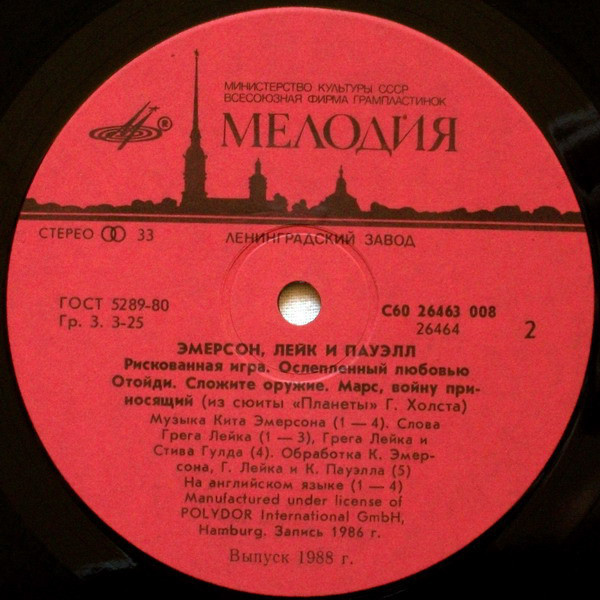 МИНИСТЕРСТВО КУЛЬТУРЫ СССР
ВСЕСОЮЗНАЯ ФИРМА ГРАМПЛАСТИНОК
МЕЛОДИЯ
®
СТЕРЕО 33
ЛЕНИНГРАДСКИЙ ЗАВОД
ГОСТ 5289-80
Гр. 3. 3-25
С60 26463 008
26464
2
ЭМЕРСОН, ЛЕЙК И ПАУЭЛЛ
Рискованная игра. Ослепленный любовью
Отойди. Сложите оружие. Марс, войну при-
носящий (из сюиты «Планеты» Г. Холста)
Музыка Кита Эмерсона (1 — 4). Слова
Грега Лейка (1 — 3), Грега Лейка и
Стива Гулда (4). Обработка К. Эмер-
сона, Г. Лейка и К. Пауэлла (5)
На английском языке (1 — 4)
Manufactured under license of
POLYDOR International GmbH,
Hamburg. Запись 1986 г.
Выпуск 1988 г.